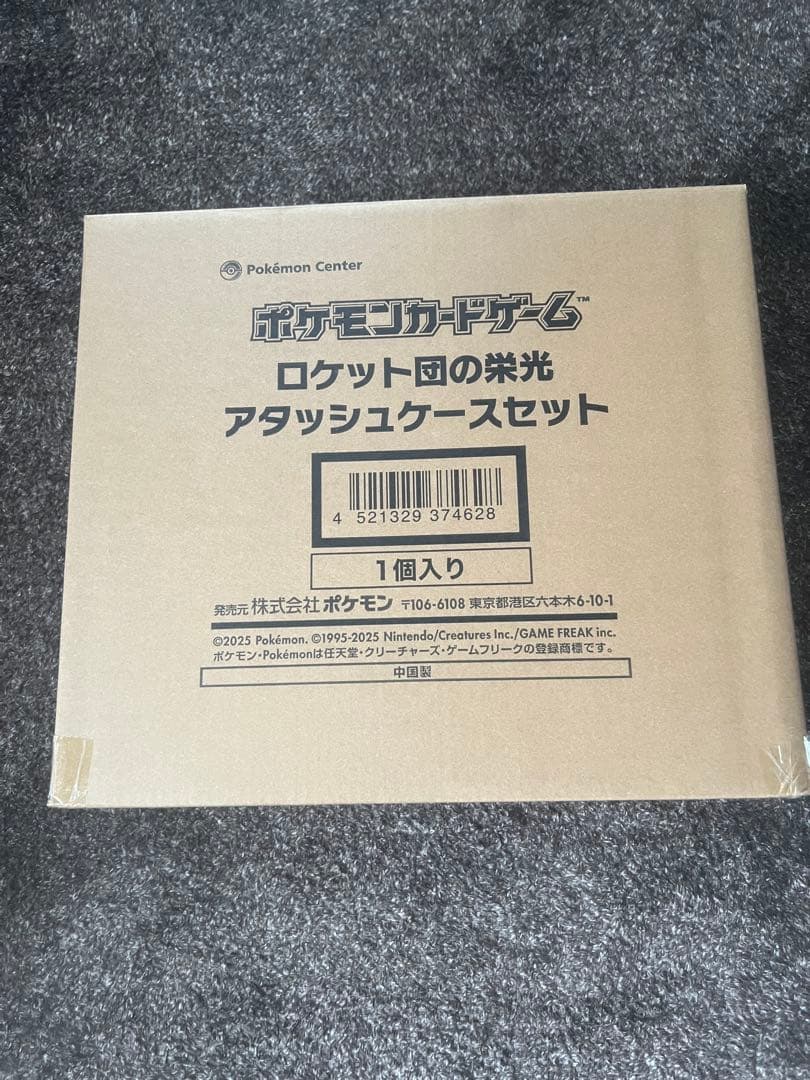 Pokémon Center
ポケモンカードゲーム™
ロケット団の栄光
アタッシュケースセット
4 521329 374628
1個入り
発売元 株式会社 ポケモン 〒106-6108 東京都港区六本木6-10-1
©2025 Pokémon. ©1995-2025 Nintendo/Creatures Inc./GAME FREAK inc.
ポケモン・Pokémonは任天堂・クリーチャーズ・ゲームフリークの登録商標です。
中国製